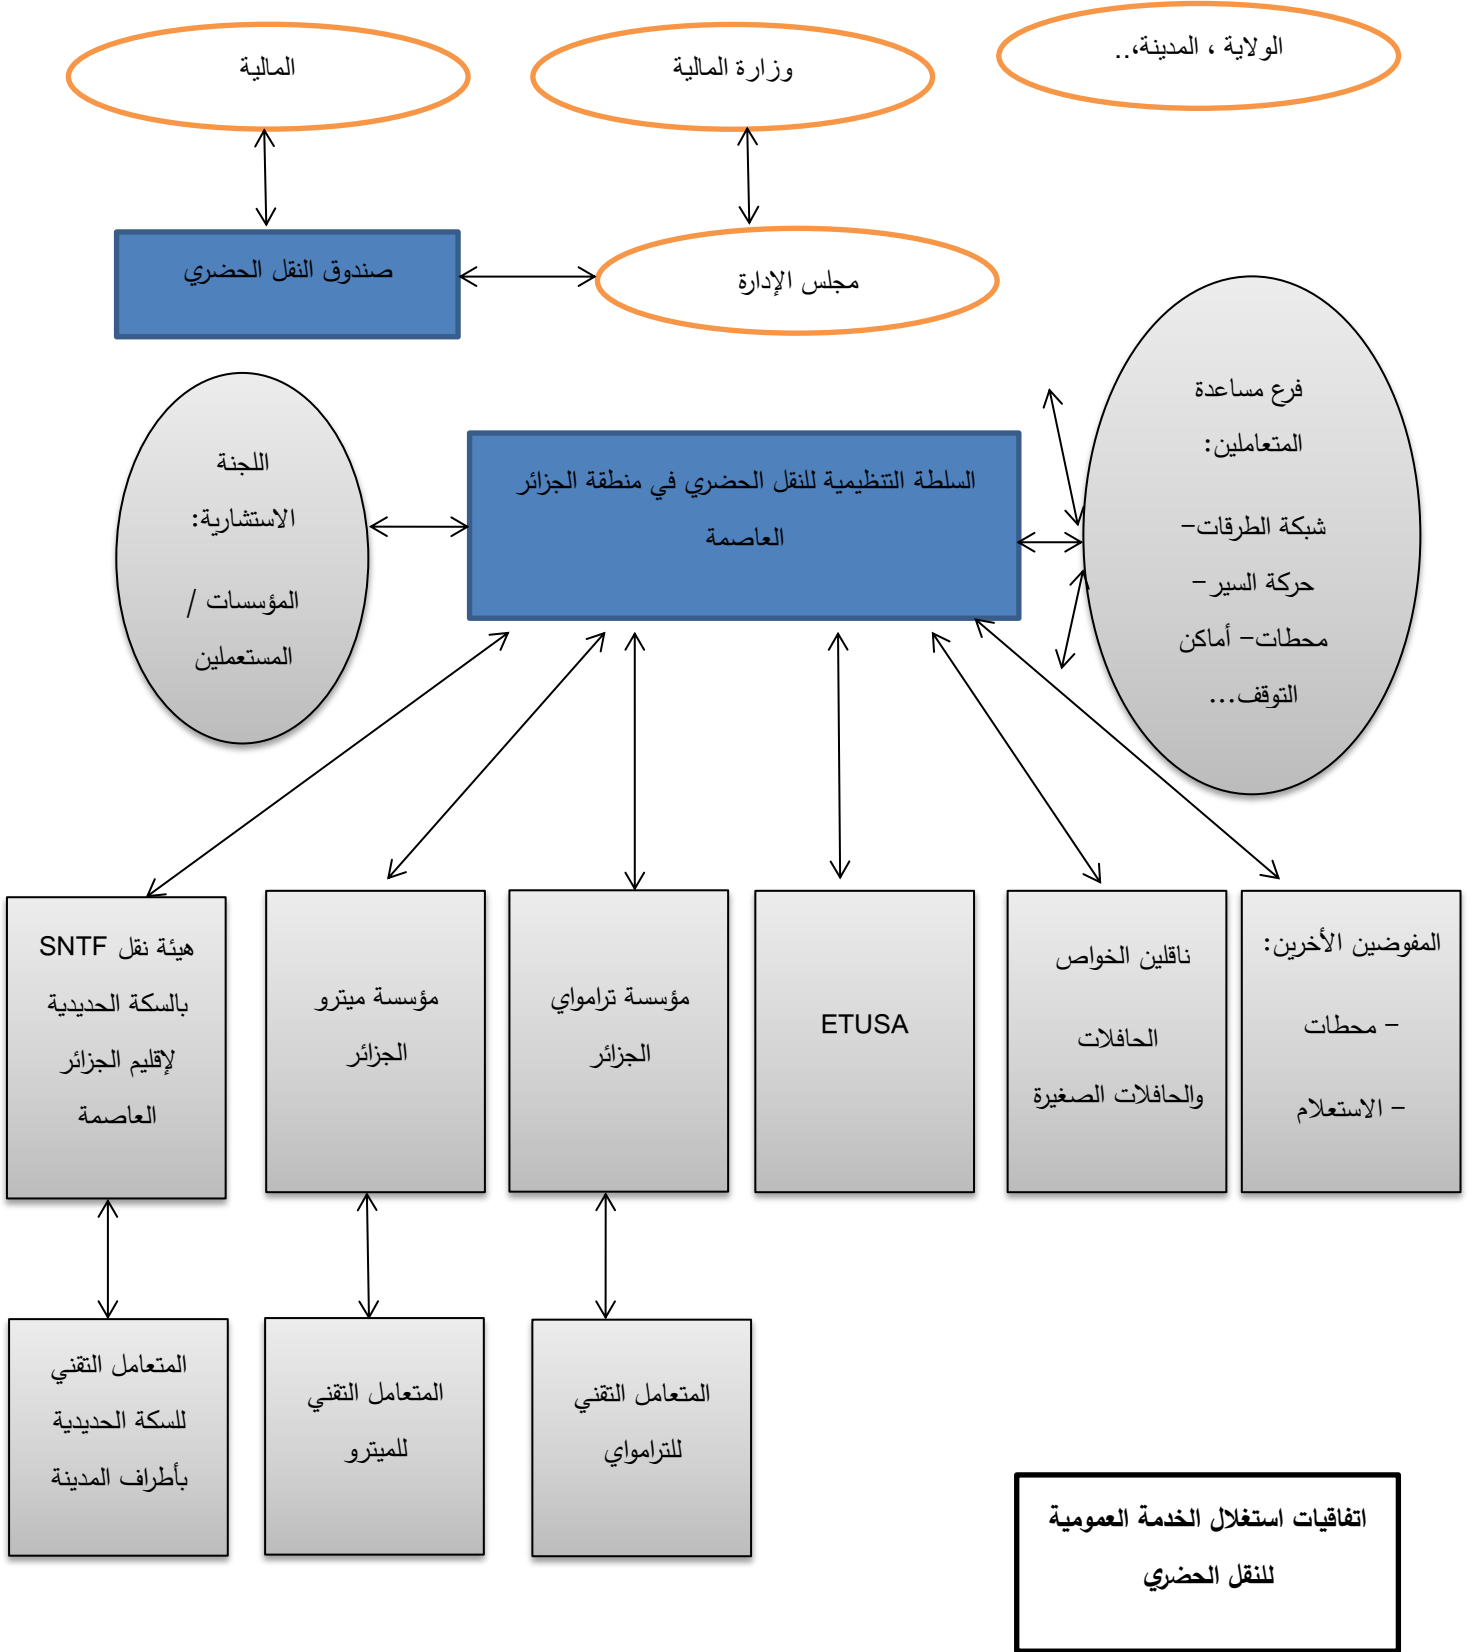 الولاية ، المدينة،..
وزارة المالية
المالية
مجلس الإدارة
صندوق النقل الحضري
فرع مساعدة
المتعاملين:
شبكة الطرقات-
حركة السير-
محطات- أماكن
التوقف...
السلطة التنظيمية للنقل الحضري في منطقة الجزائر
العاصمة
اللجنة
الاستشارية:
المؤسسات /
المستعملين
المفوضين الأخرين:
- محطات
- الاستعلام
ناقلين الخواص
الحافلات
والحافلات الصغيرة
ETUSA
مؤسسة ترامواي
الجزائر
مؤسسة ميترو
الجزائر
هيئة نقل SNTF
بالسكة الحديدية
لإقليم الجزائر
العاصمة
المتعامل التقني
للترامواي
المتعامل التقني
للميترو
المتعامل التقني
للسكة الحديدية
بأطراف المدينة
اتفاقيات استغلال الخدمة العمومية
للنقل الحضري